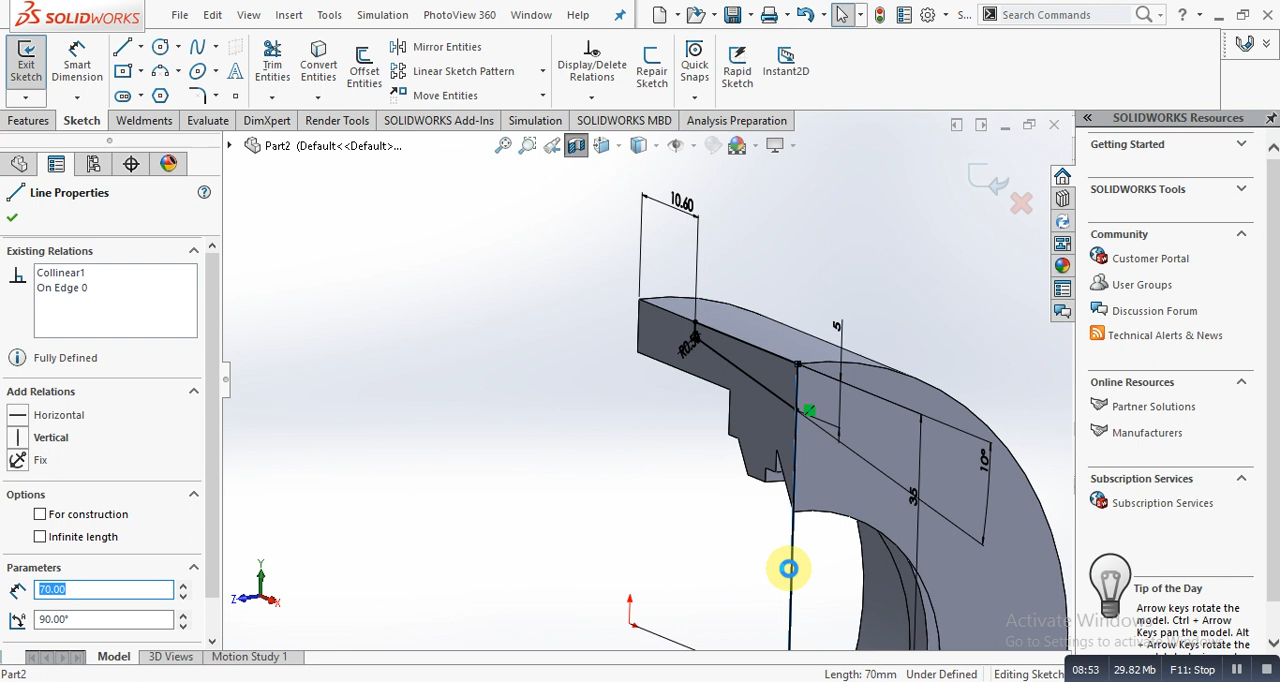 SOLIDWORKS
File Edit View Insert Tools Simulation PhotoView 360 Window Help
S... Search Commands
Exit Sketch
Smart Dimension
Trim Entities
Convert Entities
Offset Entities
Mirror Entities
Linear Sketch Pattern
Move Entities
Display/Delete Relations
Repair Sketch
Quick Snaps
Rapid Sketch
Instant2D
Features Sketch Weldments Evaluate DimXpert Render Tools SOLIDWORKS Add-Ins Simulation SOLIDWORKS MBD Analysis Preparation
Part2 (Default<<Default>...
Line Properties
Existing Relations
Collinear1
On Edge 0
Fully Defined
Add Relations
Horizontal
Vertical
Fix
Options
For construction
Infinite length
Parameters
70.00
90.00°
10.60
5
10°
35
Y
Z
X
SOLIDWORKS Resources
Getting Started
SOLIDWORKS Tools
Community
Customer Portal
User Groups
Discussion Forum
Technical Alerts & News
Online Resources
Partner Solutions
Manufacturers
Subscription Services
Subscription Services
Tip of the Day
Arrow keys rotate the
model. Ctrl + Arrow
Keys pan the model. Alt
+ Arrow Keys rotate the
Activate Windows
Model 3D Views Motion Study 1
Part2
Length: 70mm Under Defined Editing Sketch
08:53 29.82 MB F11: Stop